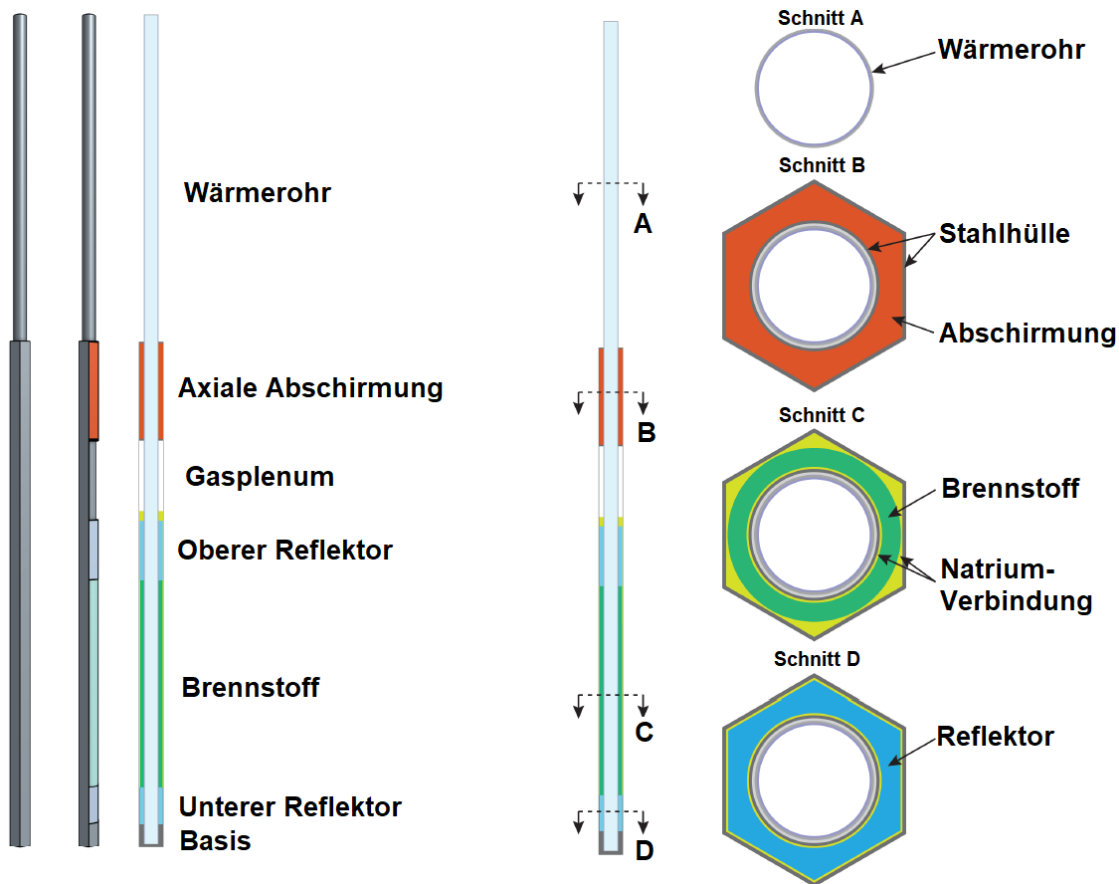 Wärmerohr
Axiale Abschirmung
Gasplenum
Oberer Reflektor
Brennstoff
Unterer Reflektor
Basis
A
B
C
D
Schnitt A
Wärmerohr
Schnitt B
Stahlhülle
Abschirmung
Schnitt C
Brennstoff
Natrium-
Verbindung
Schnitt D
Reflektor